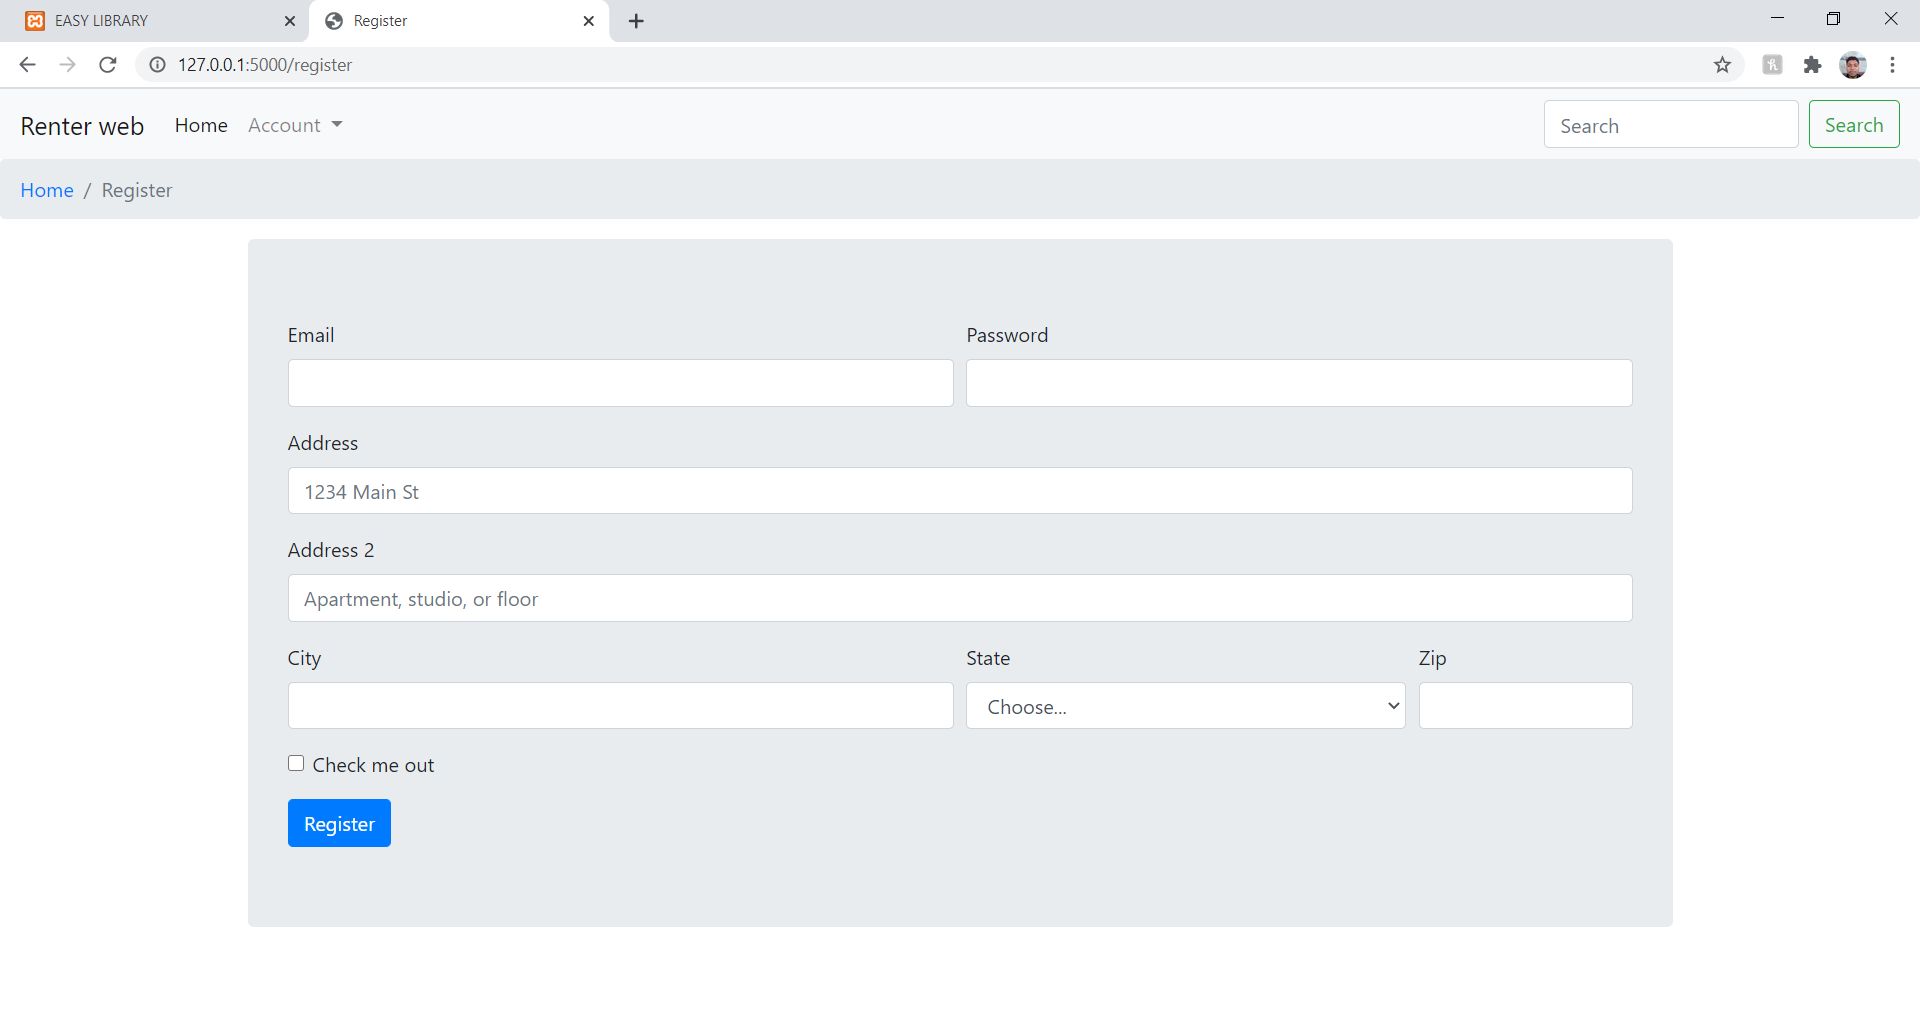 EASY LIBRARY
Register
127.0.0.1:5000/register
Renter web Home Account Search Search
Home / Register
Email Password
Address
1234 Main St
Address 2
Apartment, studio, or floor
City State Zip
Choose...
Check me out
Register